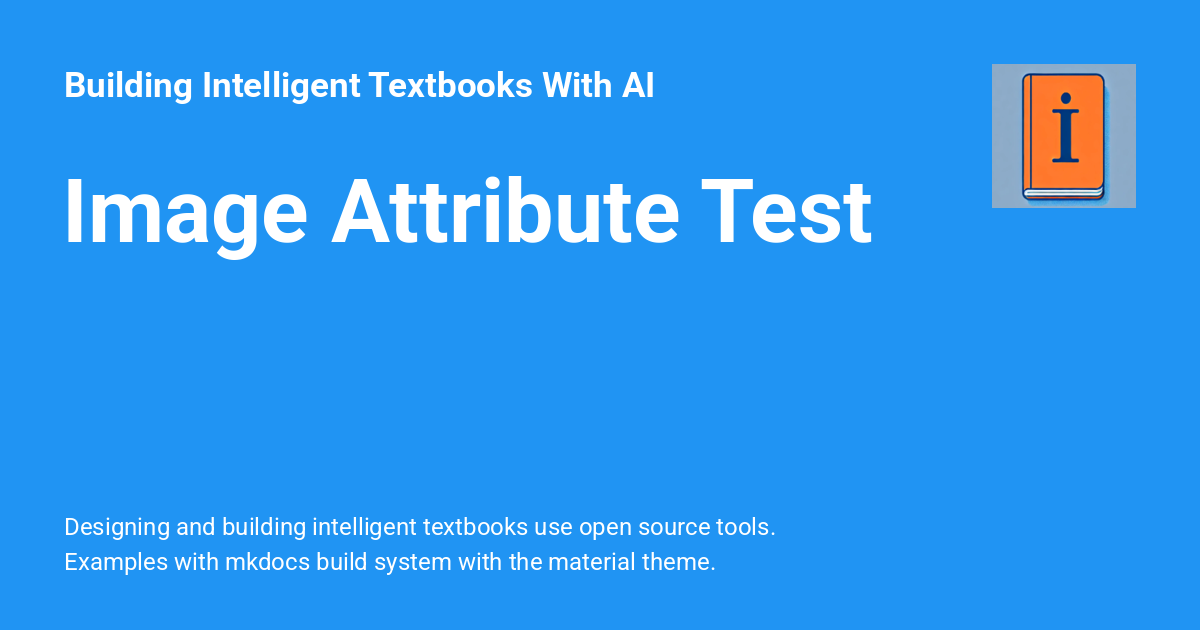 Building Intelligent Textbooks With AI
i
Image Attribute Test
Designing and building intelligent textbooks use open source tools.
Examples with mkdocs build system with the material theme.